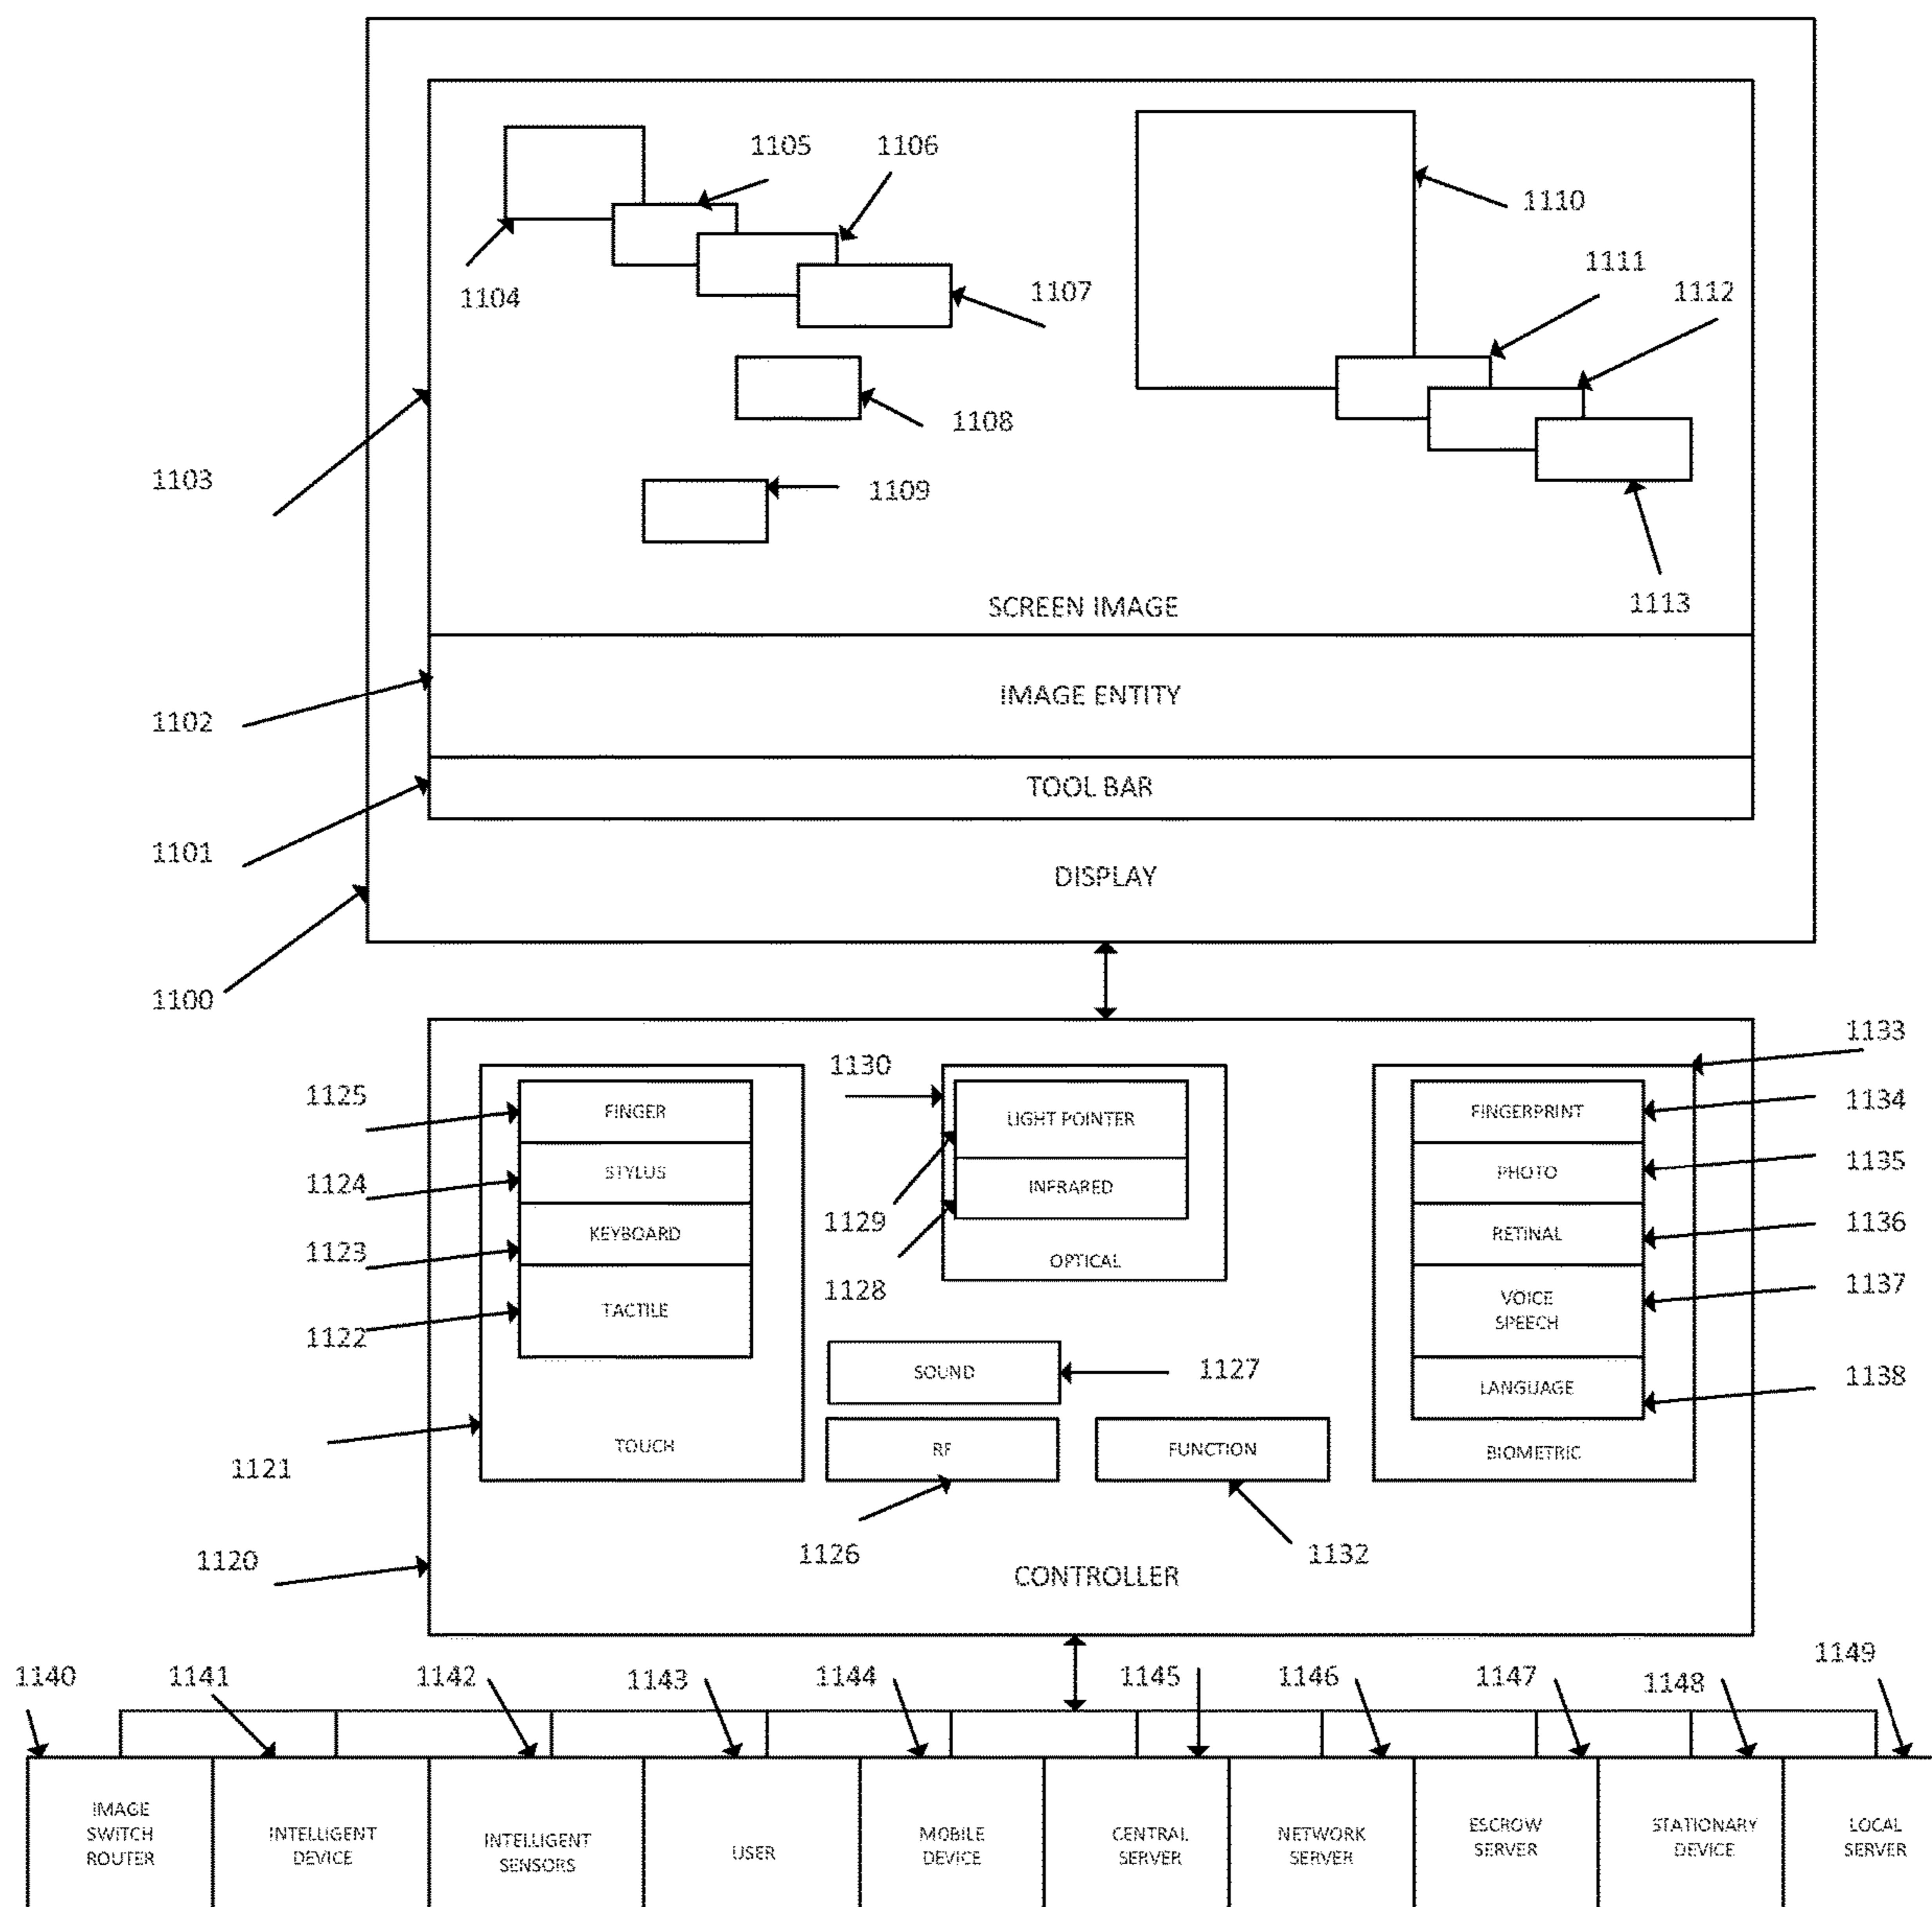 1105
1106
1110
1104
1107
1111
1112
1108
1103
1109
SCREEN IMAGE
1113
IMAGE ENTITY
1102
TOOL BAR
1101
DISPLAY
1100
1133
1130
1125
FINGER
LIGHT POINTER
FINGERPRINT
1134
1124
STYLUS
PHOTO
1135
INFRARED
1129
KEYBOARD
RETINAL
1136
1123
OPTICAL
1128
TACTILE
VOICE
SPEECH
1137
1122
SOUND
1127
LANGUAGE
1138
TOUCH
RF
FUNCTION
BIOMETRIC
1121
1126
1132
1120
CONTROLLER
1140
1141
1142
1143
1144
1145
1146
1147
1148
1149
IMAGE
SWITCH
ROUTER
INTELLIGENT
DEVICE
INTELLIGENT
SENSORS
USER
MOBILE
DEVICE
CENTRAL
SERVER
NETWORK
SERVER
ESCROW
SERVER
STATIONARY
DEVICE
LOCAL
SERVER